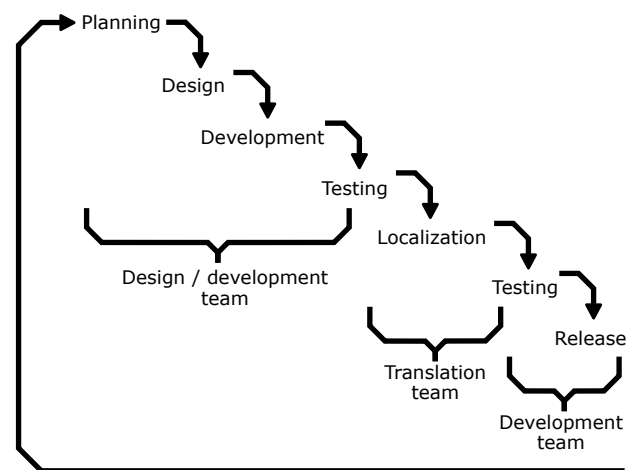 Planning
Design
Development
Testing
Localization
Design / development
team
Testing
Release
Translation
team
Development
team